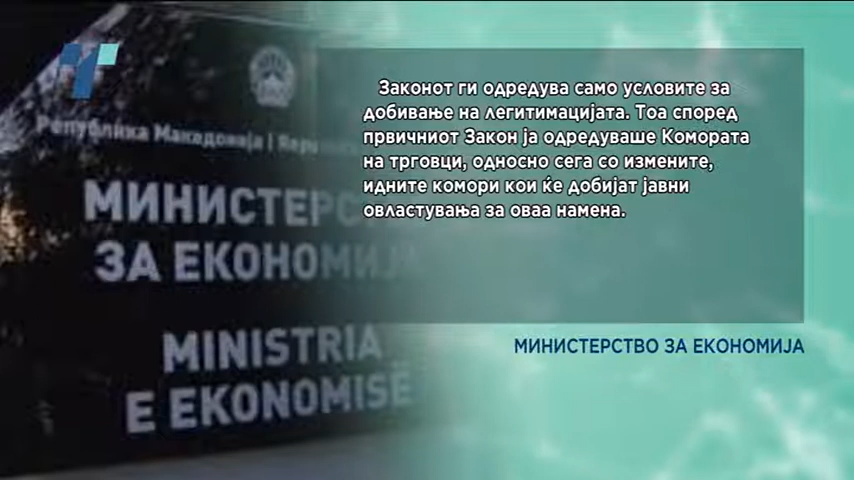 Законот ги одредува само условите за
добивање на легитимацијата. Тоа според
првичниот Закон ја одредуваше Комората
на трговци, односно сега со измените,
идните комори кои ќе добијат јавни
овластувања за оваа намена.
МИНИСТЕРСТВО ЗА ЕКОНОМИЈА
Република Македонија |
ЗА ЕКОНОМИЈА
MINISTRIA
E EKONOMISË